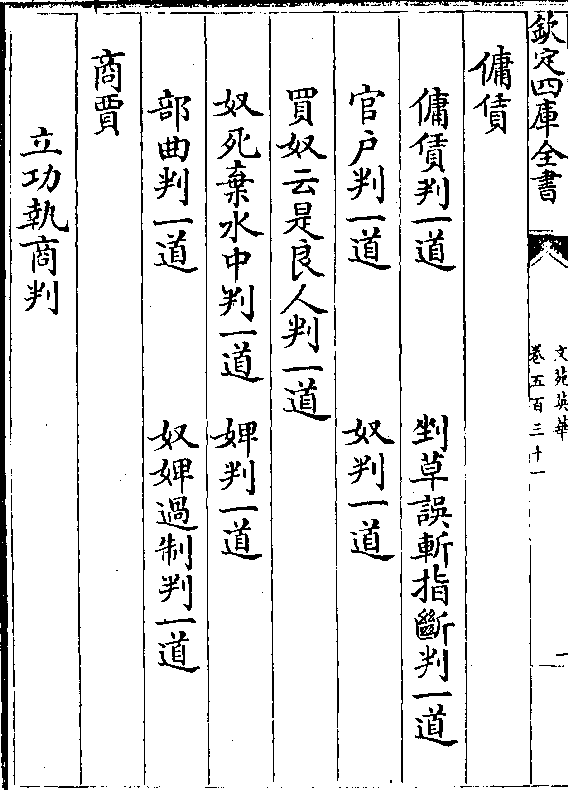 欽定四庫全書
文苑英華
卷五百三十一
一
傭賃
傭賃判一道 剉草誤斬指斷判一道
官户判一道 奴判一道
買奴云是良人判一道
奴死棄水中判一道 婢判一道
部曲判一道 奴婢過制判一道
商賈
立功執商判